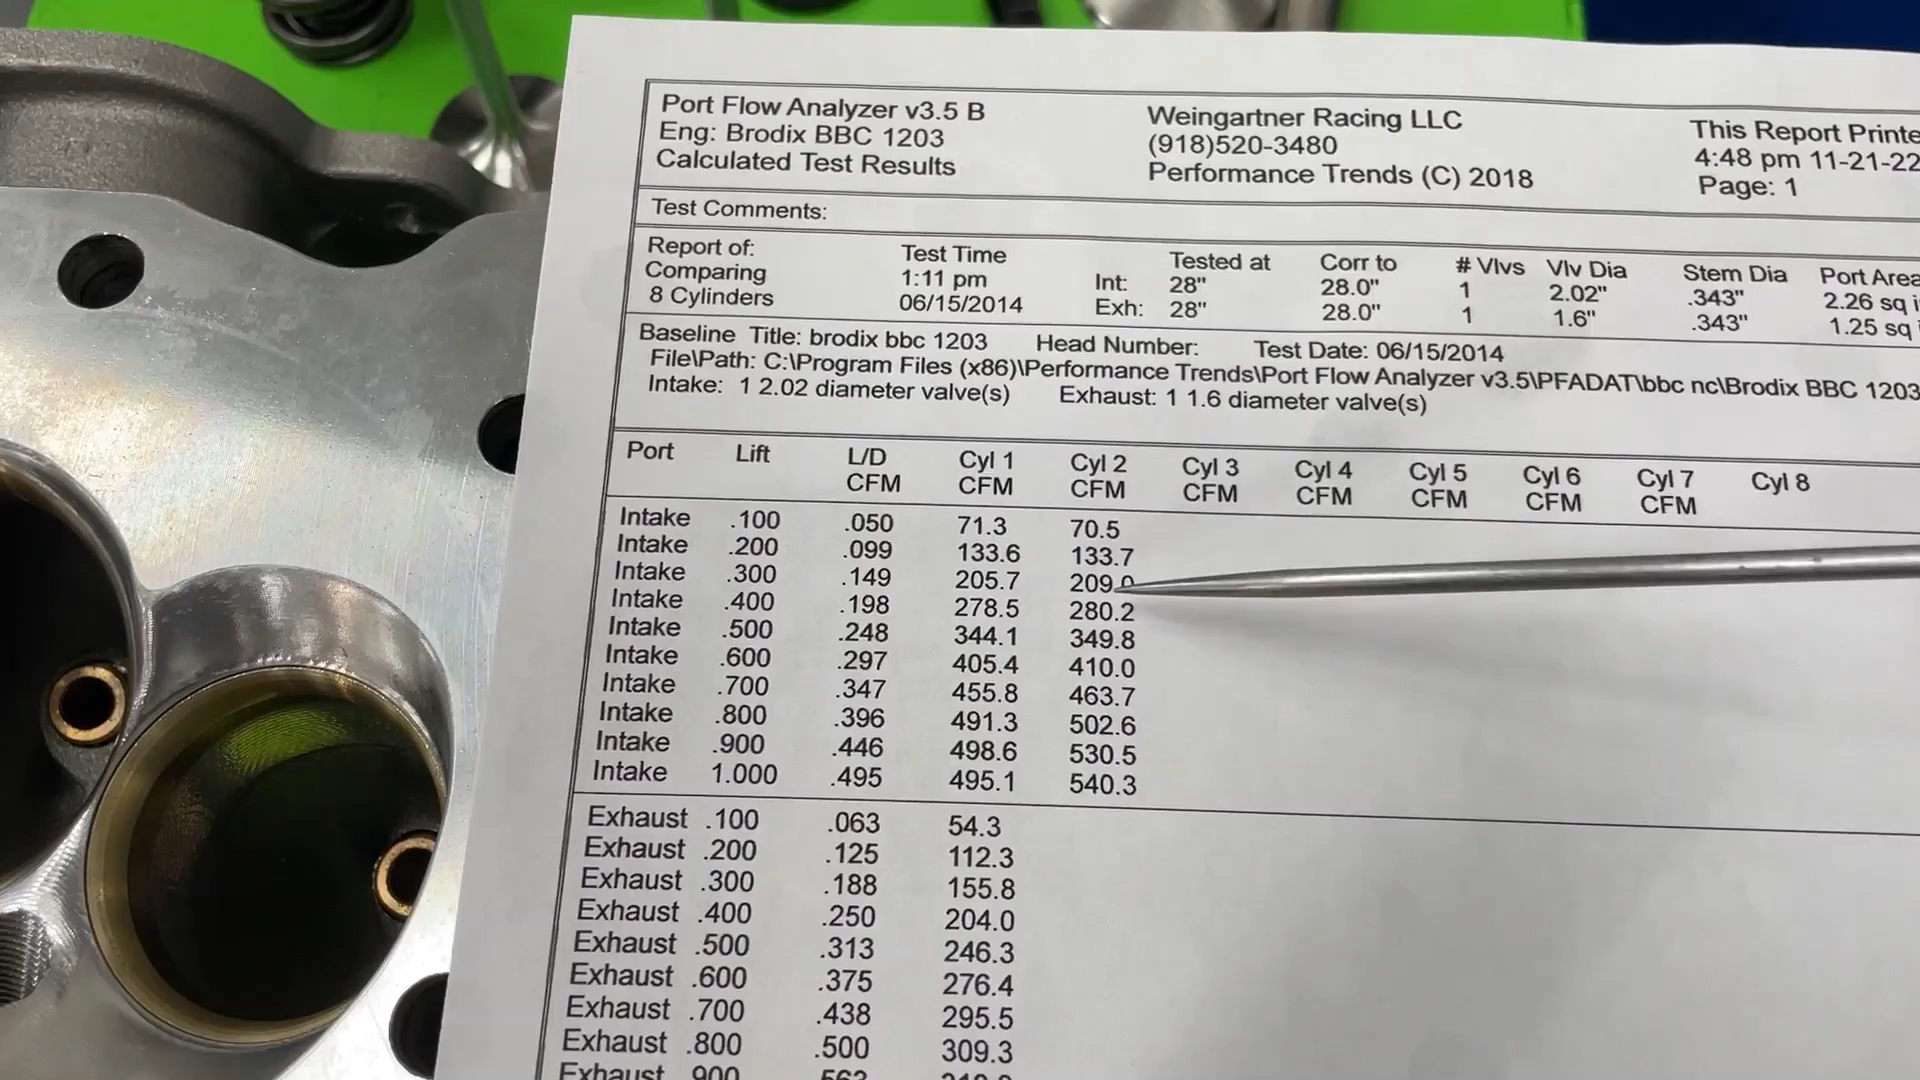 Port Flow Analyzer v3.5 B Weingartner Racing LLC This Report Printe
Eng: Brodix BBC 1203 (918)520-3480 4:48 pm 11-21-22
Calculated Test Results Performance Trends (C) 2018 Page: 1
Test Comments:
Report of: Test Time Tested at Corr to # Vlvs Vlv Dia Stem Dia Port Area
Comparing 1:11 pm Int: 28" 28.0" 1 2.02" .343" 2.26 sq i
8 Cylinders 06/15/2014 Exh: 28" 28.0" 1 1.6" .343" 1.25 sq
Baseline Title: brodix bbc 1203 Head Number: Test Date: 06/15/2014
File\Path: C:\Program Files (x86)\Performance Trends\Port Flow Analyzer v3.5\PFADAT\bbc nc\Brodix BBC 1203
Intake: 1 2.02 diameter valve(s) Exhaust: 1 1.6 diameter valve(s)
Port Lift L/D Cyl 1 Cyl 2 Cyl 3 Cyl 4 Cyl 5 Cyl 6 Cyl 7 Cyl 8
CFM CFM CFM CFM CFM CFM CFM CFM
Intake .100 .050 71.3 70.5
Intake .200 .099 133.6 133.7
Intake .300 .149 205.7 209.0
Intake .400 .198 278.5 280.2
Intake .500 .248 344.1 349.8
Intake .600 .297 405.4 410.0
Intake .700 .347 455.8 463.7
Intake .800 .396 491.3 502.6
Intake .900 .446 498.6 530.5
Intake 1.000 .495 495.1 540.3
Exhaust .100 .063 54.3
Exhaust .200 .125 112.3
Exhaust .300 .188 155.8
Exhaust .400 .250 204.0
Exhaust .500 .313 246.3
Exhaust .600 .375 276.4
Exhaust .700 .438 295.5
Exhaust .800 .500 309.3
Exhaust .900 .563